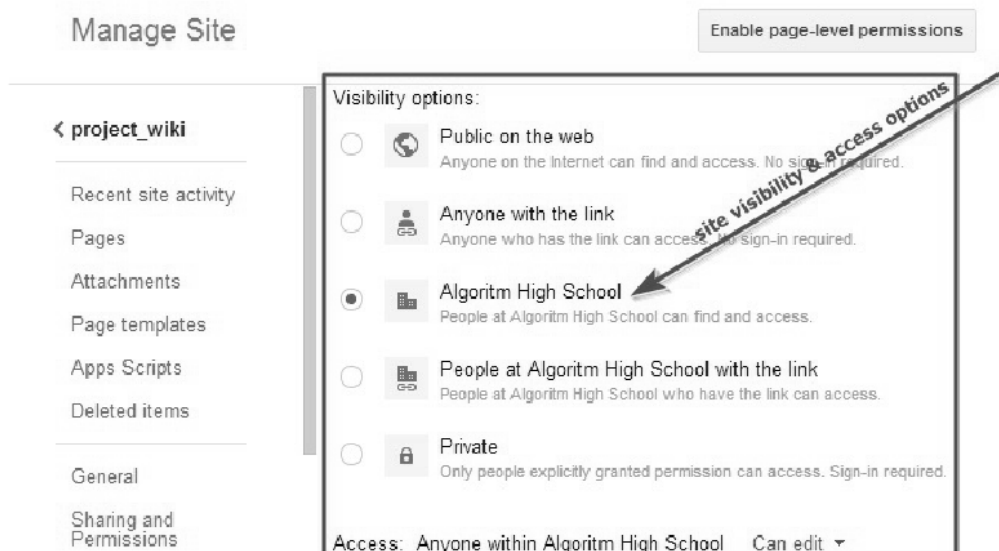 Manage Site
Enable page-level permissions
project_wiki
Recent site activity
Pages
Attachments
Page templates
Apps Scripts
Deleted items
General
Sharing and
Permissions
Visibility options:
Public on the web
Anyone on the Internet can find and access. No sign-in required.
Anyone with the link
Anyone who has the link can access. No sign-in required.
Algoritm High School
People at Algoritm High School can find and access.
People at Algoritm High School with the link
People at Algoritm High School who have the link can access.
Private
Only people explicitly granted permission can access. Sign-in required.
Access: Anyone within Algoritm High School Can edit
site visibility & access options